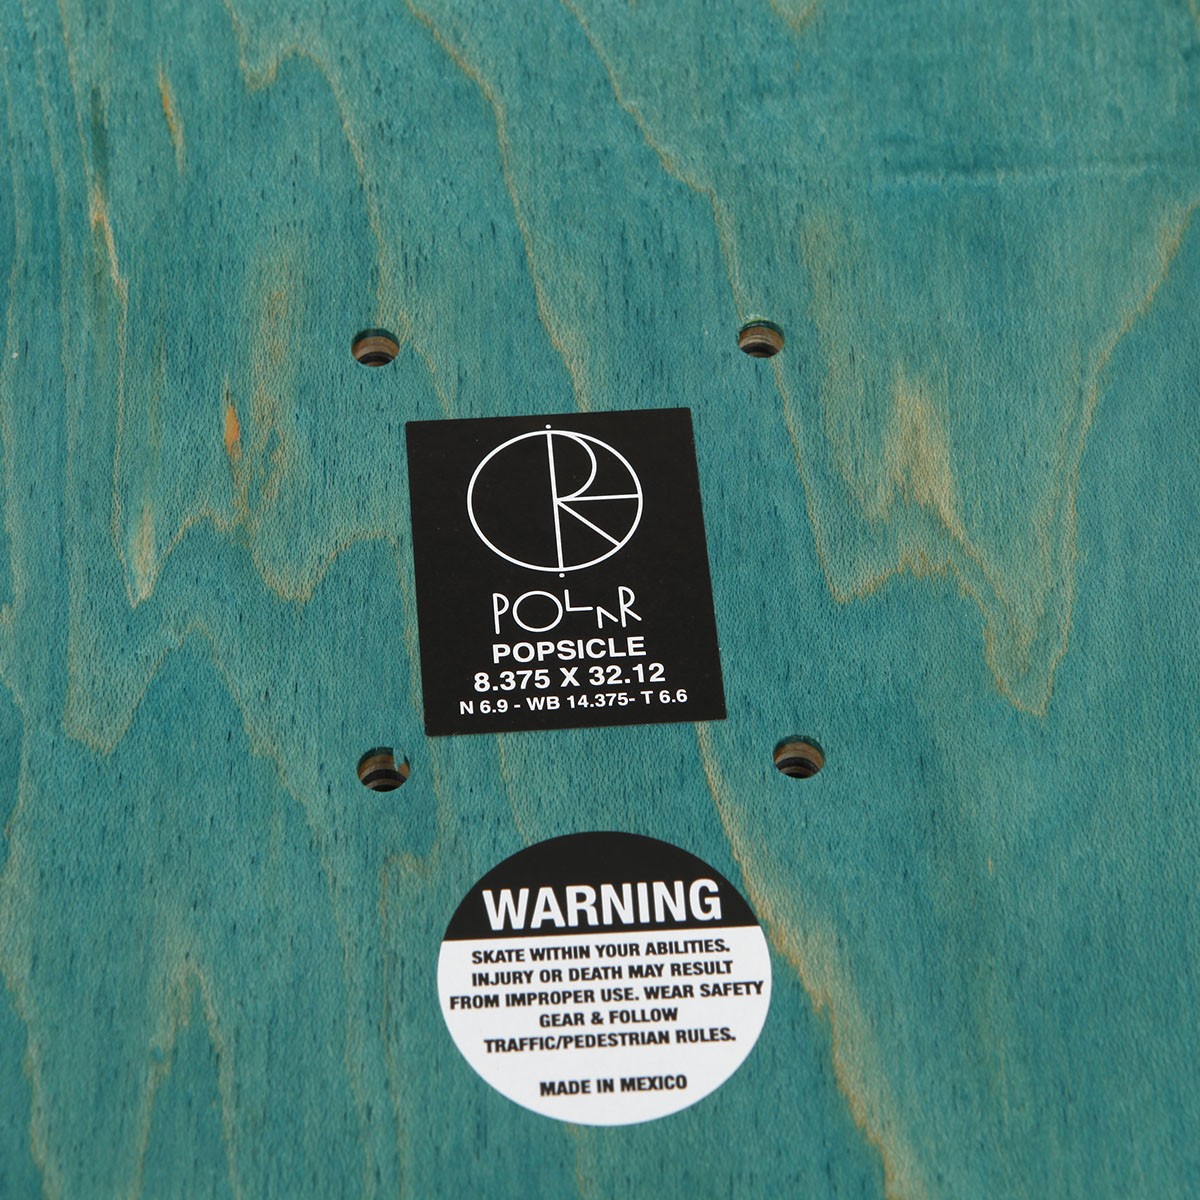 POLAR
POPSICLE
8.375 X 32.12
N 6.9 - WB 14.375- T 6.6
WARNING
SKATE WITHIN YOUR ABILITIES.
INJURY OR DEATH MAY RESULT
FROM IMPROPER USE. WEAR SAFETY
GEAR & FOLLOW
TRAFFIC/PEDESTRIAN RULES.
MADE IN MEXICO